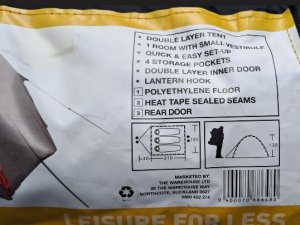 • DOUBLE LAYER TENT
• 1 ROOM WITH SMALL VESTIBULE
• QUICK & EASY SET-UP
• 4 STORAGE POCKETS
• DOUBLE LAYER INNER DOOR
• LANTERN HOOK
1 POLYETHYLENE FLOOR
2 HEAT TAPE SEALED SEAMS
3 REAR DOOR
40
210
130
MARKETED BY:
THE WAREHOUSE LTD
26 THE WAREHOUSE WAY
NORTHCOTE, AUCKLAND
0800 422 274
LEISURE FOR LESS